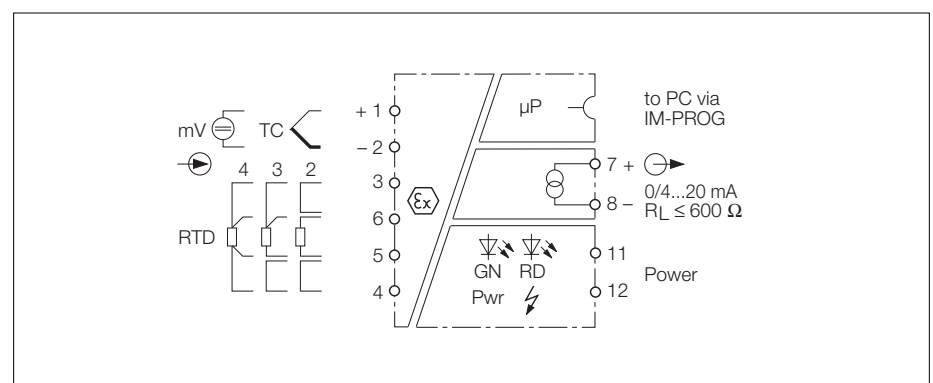 mV
TC
4 3 2
RTD
+ 1
– 2
3
6
5
4
Ex
µP
to PC via
IM-PROG
7 +
8 –
0/4...20 mA
RL ≤ 600 Ω
GN RD
Pwr
11
12
Power